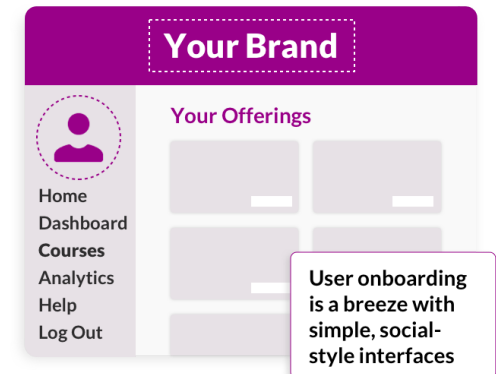 Your Brand
Your Offerings
Home
Dashboard
Courses
Analytics
Help
Log Out
User onboarding
is a breeze with
simple, social-
style interfaces